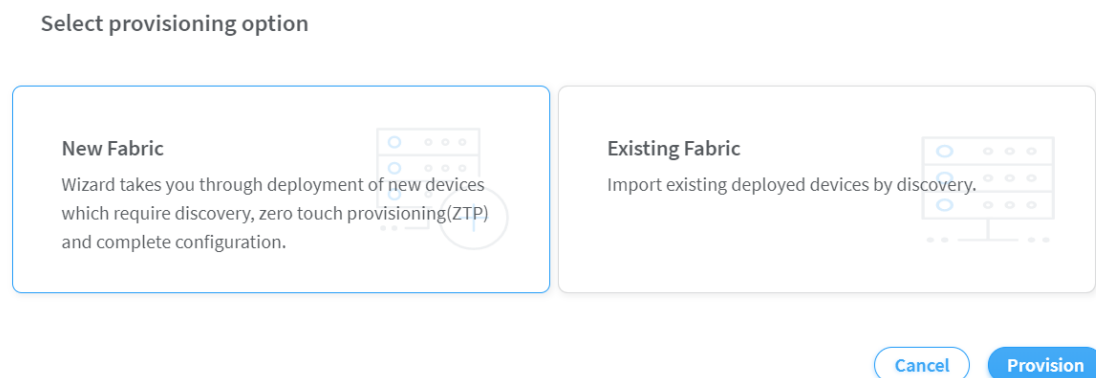 Select provisioning option
New Fabric
Wizard takes you through deployment of new devices
which require discovery, zero touch provisioning(ZTP)
and complete configuration.
Existing Fabric
Import existing deployed devices by discovery.
Cancel
Provision